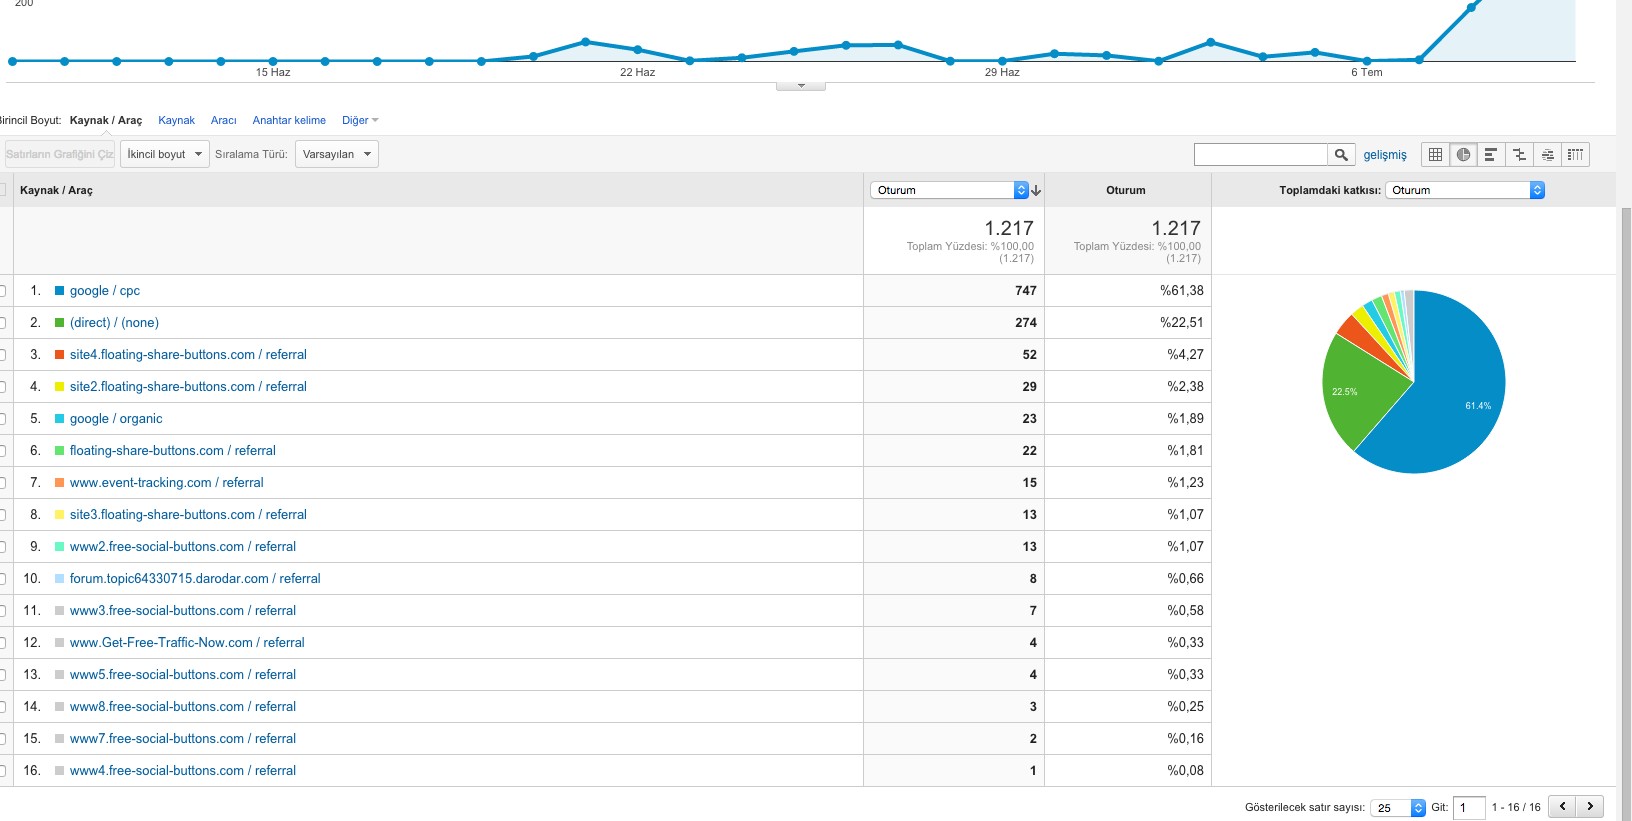 200
15 Haz 22 Haz 29 Haz 6 Tem
Birincil Boyut: Kaynak / Araç Kaynak Aracı Anahtar kelime Diğer
Satırların Grafiğini Çiz İkincil boyut Sıralama Türü: Varsayılan gelişmiş
Kaynak / Araç Oturum Oturum Toplamdaki katkısı: Oturum
1.217 1.217
Toplam Yüzdesi: %100,00 Toplam Yüzdesi: %100,00
(1.217) (1.217)
1. google / cpc 747 %61,38
2. (direct) / (none) 274 %22,51
3. site4.floating-share-buttons.com / referral 52 %4,27
4. site2.floating-share-buttons.com / referral 29 %2,38
5. google / organic 23 %1,89
6. floating-share-buttons.com / referral 22 %1,81
7. www.event-tracking.com / referral 15 %1,23
8. site3.floating-share-buttons.com / referral 13 %1,07
9. www2.free-social-buttons.com / referral 13 %1,07
10. forum.topic64330715.darodar.com / referral 8 %0,66
11. www3.free-social-buttons.com / referral 7 %0,58
12. www.Get-Free-Traffic-Now.com / referral 4 %0,33
13. www5.free-social-buttons.com / referral 4 %0,33
14. www8.free-social-buttons.com / referral 3 %0,25
15. www7.free-social-buttons.com / referral 2 %0,16
16. www4.free-social-buttons.com / referral 1 %0,08
22.5%
61.4%
Gösterilecek satır sayısı: 25 Git: 1 1 - 16 / 16